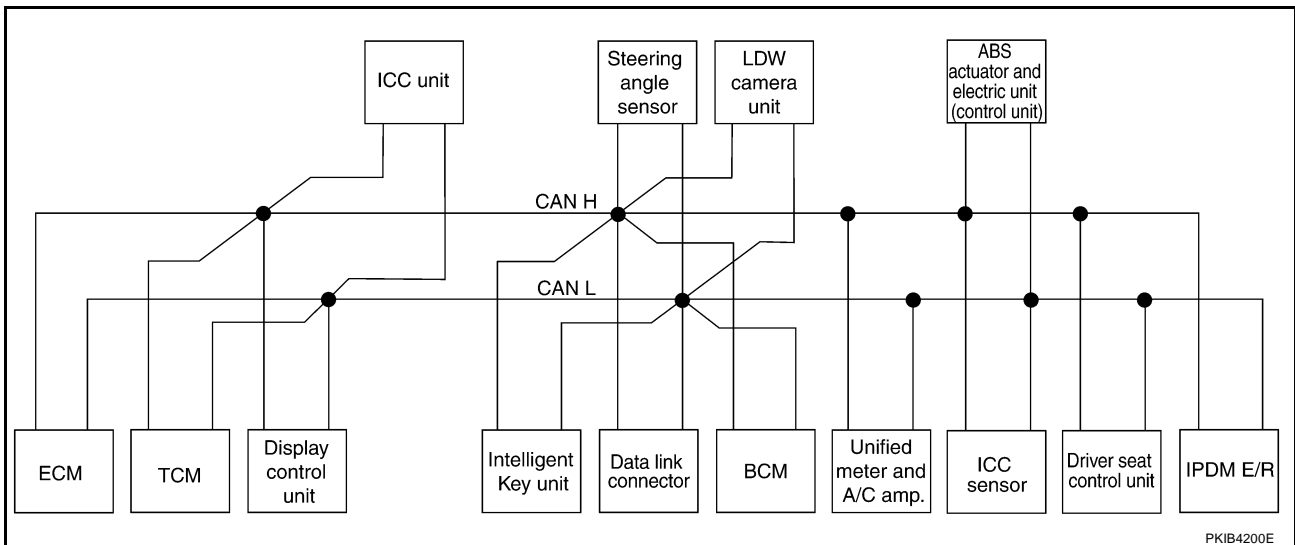 ICC unit
Steering
angle
sensor
LDW
camera
unit
ABS
actuator and
electric unit
(control unit)
CAN H
CAN L
ECM
TCM
Display
control
unit
Intelligent
Key unit
Data link
connector
BCM
Unified
meter and
A/C amp.
ICC
sensor
Driver seat
control unit
IPDM E/R
PKIB4200E